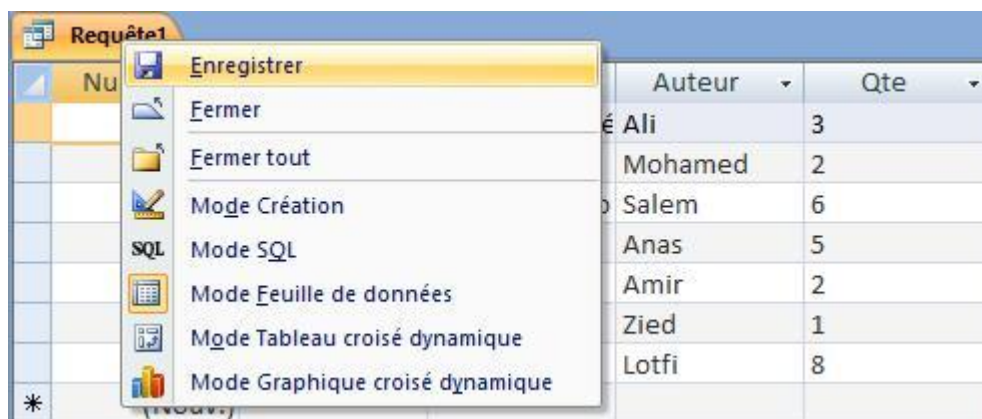 Requête1
Nu Auteur Qte
Enregistrer
Fermer
é Ali 3
Fermer tout
Mohamed 2
Mode Création
Salem 6
SQL Mode SQL
Anas 5
Mode Feuille de données
Amir 2
Mode Tableau croisé dynamique
Zied 1
Mode Graphique croisé dynamique
Lotfi 8
(Nouv.)